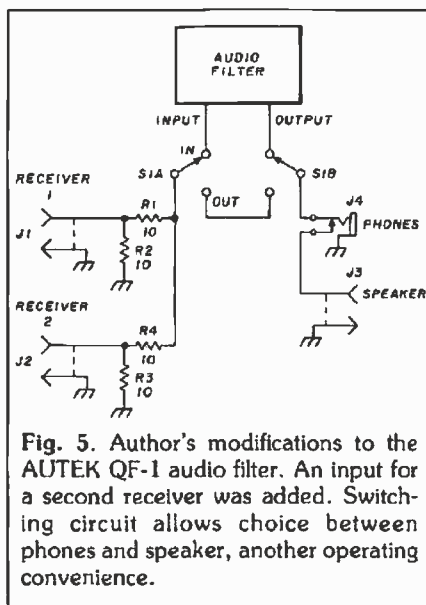 AUDIO
FILTER
INPUT
OUTPUT
IN
S1A
S1B
OUT
RECEIVER
1
J1
R1
10
R2
10
J4
PHONES
J3
SPEAKER
RECEIVER
2
J2
R4
10
R3
10
Fig. 5. Author's modifications to the
AUTEK QF-1 audio filter. An input for
a second receiver was added. Switch-
ing circuit allows choice between
phones and speaker, another operating
convenience.